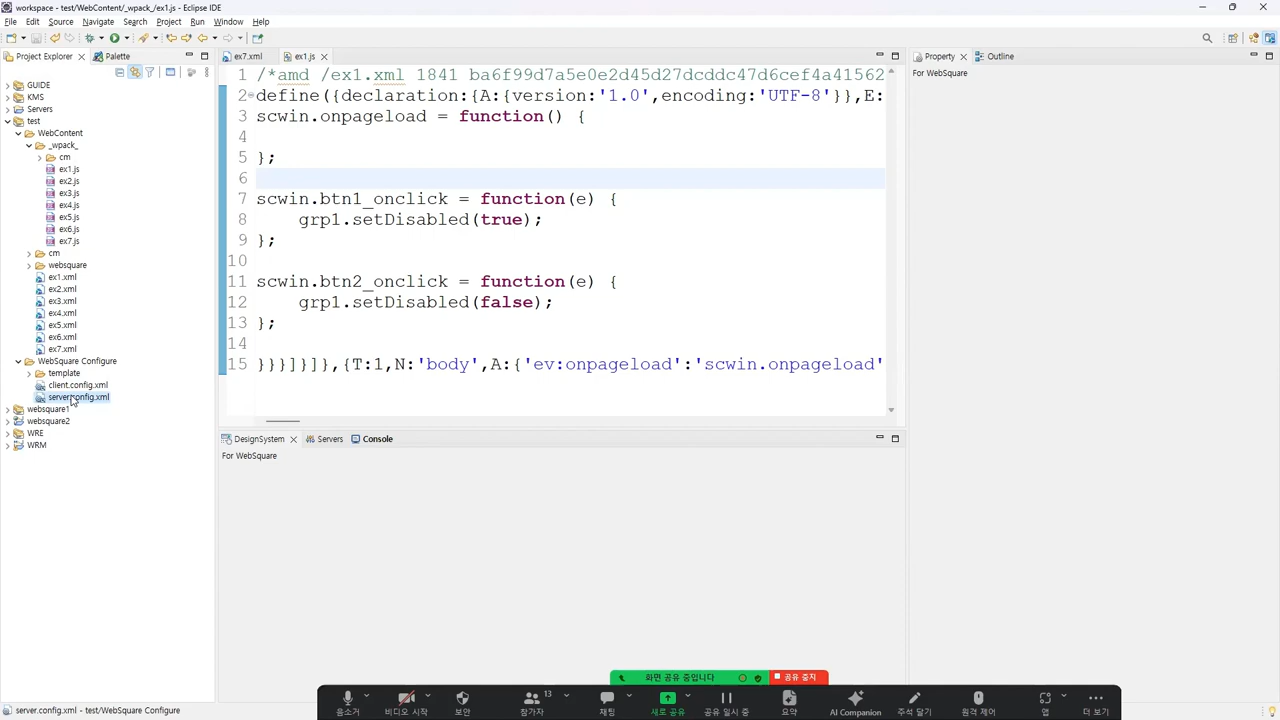 workspace - test/WebContent/_wpack_/ex1.js - Eclipse IDE
File Edit Source Navigate Search Project Run Window Help
Project Explorer
Palette
GUIDE
KMS
Servers
test
WebContent
_wpack_
cm
ex1.js
ex2.js
ex3.js
ex4.js
ex5.js
ex6.js
ex7.js
cm
websquare
ex1.xml
ex2.xml
ex3.xml
ex4.xml
ex5.xml
ex6.xml
ex7.xml
WebSquare Configure
template
client.config.xml
server.config.xml
websquare1
websquare2
WRE
WRM
ex7.xml ex1.js
1 /*amd /ex1.xml 1841 ba6f99d7a5e0e2d45d27dcddc47d6cef4a41562
2 define({declaration:{A:{version:'1.0',encoding:'UTF-8'}},E:
3 scwin.onpageload = function() {
4
5 };
6
7 scwin.btn1_onclick = function(e) {
8 grp1.setDisabled(true);
9 };
10
11 scwin.btn2_onclick = function(e) {
12 grp1.setDisabled(false);
13 };
14
15 }}}]}]},{T:1,N:'body',A:{'ev:onpageload':'scwin.onpageload'
DesignSystem Servers Console
For WebSquare
Property Outline
For WebSquare
화면 공유 중입니다 공유 중지
음소거 비디오 시작 보안 참가자 13 채팅 새로 공유 공유 일시 중 요약 AI Companion 주석 달기 원격 제어 앱 더 보기
server.config.xml - test/WebSquare Configure